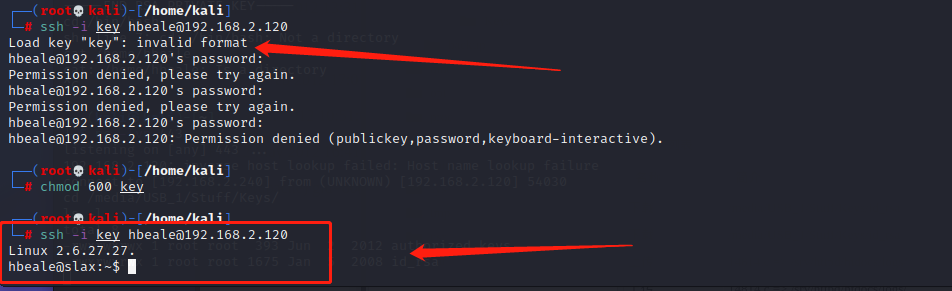 ┌──(root💀kali)-[/home/kali]
└─# ssh -i key hbeale@192.168.2.120
Load key "key": invalid format
hbeale@192.168.2.120's password:
Permission denied, please try again.
hbeale@192.168.2.120's password:
Permission denied, please try again.
hbeale@192.168.2.120's password:
hbeale@192.168.2.120: Permission denied (publickey,password,keyboard-interactive).
┌──(root💀kali)-[/home/kali]
└─# chmod 600 key
┌──(root💀kali)-[/home/kali]
└─# ssh -i key hbeale@192.168.2.120
Linux 2.6.27.27.
hbeale@slax:~$